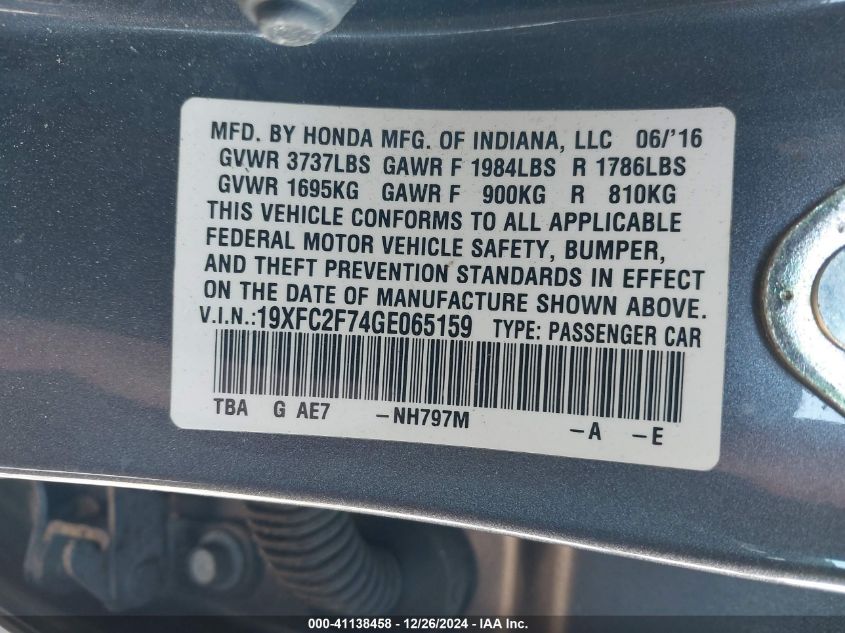 MFD. BY HONDA MFG. OF INDIANA, LLC 06/'16
GVWR 3737LBS GAWR F 1984LBS R 1786LBS
GVWR 1695KG GAWR F 900KG R 810KG
THIS VEHICLE CONFORMS TO ALL APPLICABLE
FEDERAL MOTOR VEHICLE SAFETY, BUMPER,
AND THEFT PREVENTION STANDARDS IN EFFECT
ON THE DATE OF MANUFACTURE SHOWN ABOVE.
V.I.N.:19XFC2F74GE065159 TYPE: PASSENGER CAR
TBA G AE7 -NH797M -A -E
000-41138458 - 12/26/2024 - IAA Inc.